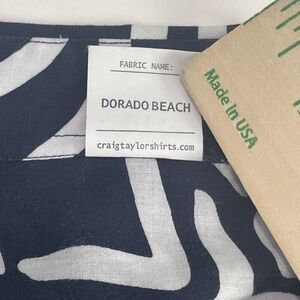 FABRIC NAME:
DORADO BEACH
craigtaylorshirts.com
Made In USA